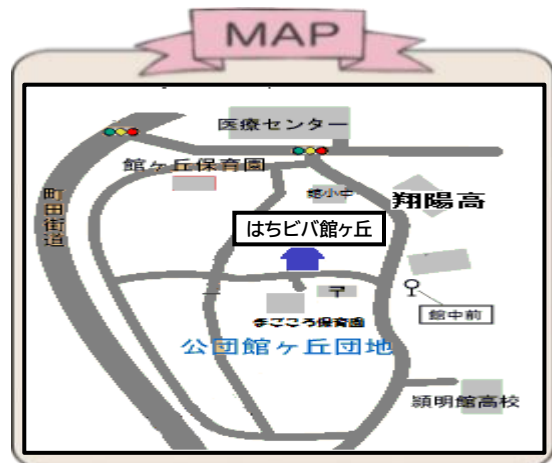 MAP
医療センター
館ヶ丘保育園
館小中
翔陽高
町田街道
はちビバ館ヶ丘
〒
館中前
まごころ保育園
公団館ヶ丘団地
頴明館高校